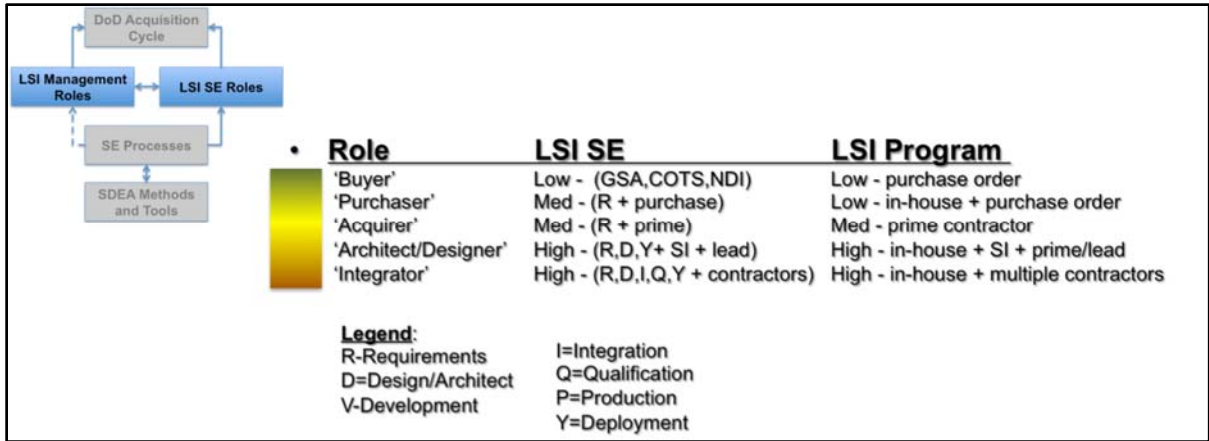 DoD Acquisition
Cycle
LSI Management
Roles
LSI SE Roles
SE Processes
SDEA Methods
and Tools
• Role LSI SE LSI Program
‘Buyer’ Low - (GSA,COTS,NDI) Low - purchase order
‘Purchaser’ Med - (R + purchase) Low - in-house + purchase order
‘Acquirer’ Med - (R + prime) Med - prime contractor
‘Architect/Designer’ High - (R,D,Y+ SI + lead) High - in-house + SI + prime/lead
‘Integrator’ High - (R,D,I,Q,Y + contractors) High - in-house + multiple contractors
Legend:
R-Requirements
D=Design/Architect
V-Development
I=Integration
Q=Qualification
P=Production
Y=Deployment